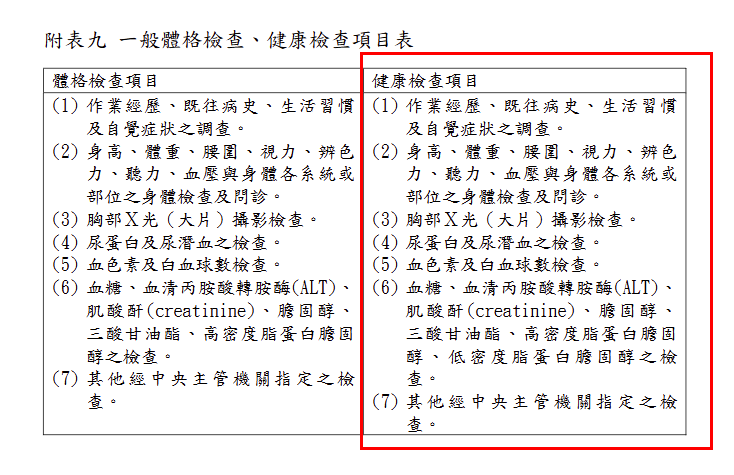 附表九 一般體格檢查、健康檢查項目表
體格檢查項目
(1) 作業經歷、既往病史、生活習慣
及自覺症狀之調查。
(2) 身高、體重、腰圍、視力、辨色
力、聽力、血壓與身體各系統或
部位之身體檢查及問診。
(3) 胸部X光（大片）攝影檢查。
(4) 尿蛋白及尿潛血之檢查。
(5) 血色素及白血球數檢查。
(6) 血糖、血清丙胺酸轉胺酶(ALT)、
肌酸酐(creatinine)、膽固醇、
三酸甘油酯、高密度脂蛋白膽固
醇之檢查。
(7) 其他經中央主管機關指定之檢
查。
健康檢查項目
(1) 作業經歷、既往病史、生活習慣
及自覺症狀之調查。
(2) 身高、體重、腰圍、視力、辨色
力、聽力、血壓與身體各系統或
部位之身體檢查及問診。
(3) 胸部X光（大片）攝影檢查。
(4) 尿蛋白及尿潛血之檢查。
(5) 血色素及白血球數檢查。
(6) 血糖、血清丙胺酸轉胺酶(ALT)、
肌酸酐(creatinine)、膽固醇、
三酸甘油酯、高密度脂蛋白膽固
醇、低密度脂蛋白膽固醇之檢
查。
(7) 其他經中央主管機關指定之檢
查。